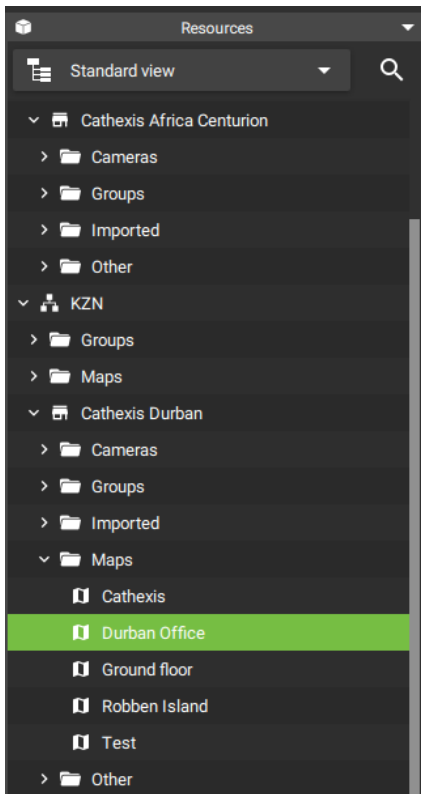 Resources
Standard view
Cathexis Africa Centurion
Cameras
Groups
Imported
Other
KZN
Groups
Maps
Cathexis Durban
Cameras
Groups
Imported
Maps
Cathexis
Durban Office
Ground floor
Robben Island
Test
Other